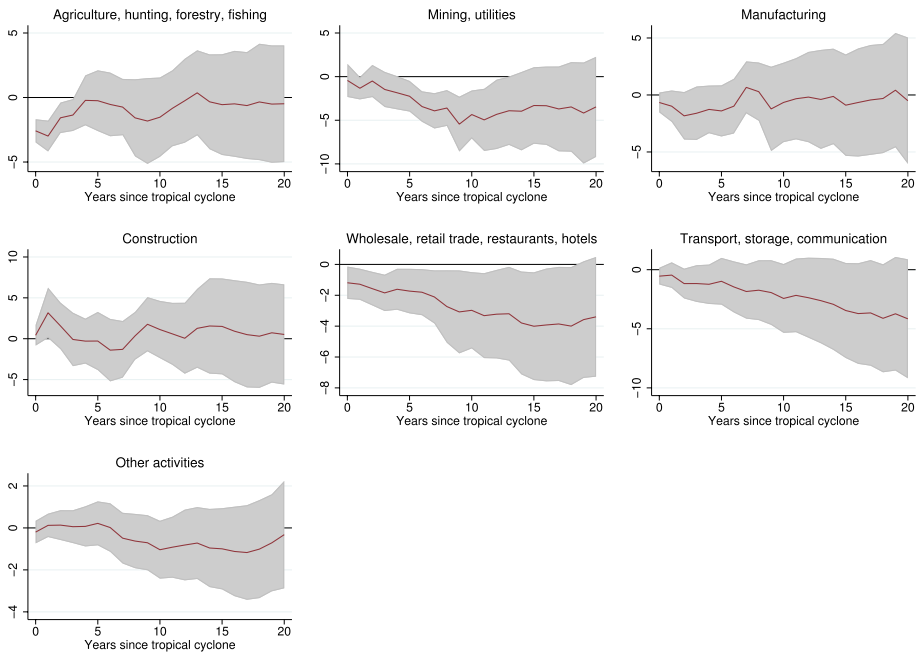 Agriculture, hunting, forestry, fishing
5
0
−5
0 5 10 15 20
Years since tropical cyclone
Mining, utilities
5
0
−5
−10
0 5 10 15 20
Years since tropical cyclone
Manufacturing
5
0
−5
0 5 10 15 20
Years since tropical cyclone
Construction
10
5
0
−5
0 5 10 15 20
Years since tropical cyclone
Wholesale, retail trade, restaurants, hotels
0
−2
−4
−6
−8
0 5 10 15 20
Years since tropical cyclone
Transport, storage, communication
0
−5
−10
0 5 10 15 20
Years since tropical cyclone
Other activities
2
0
−2
−4
0 5 10 15 20
Years since tropical cyclone